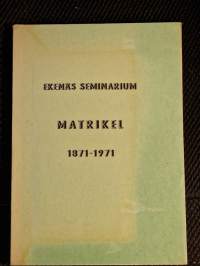 EKENÄS SEMINARIUM
MATRIKEL
1871-1971